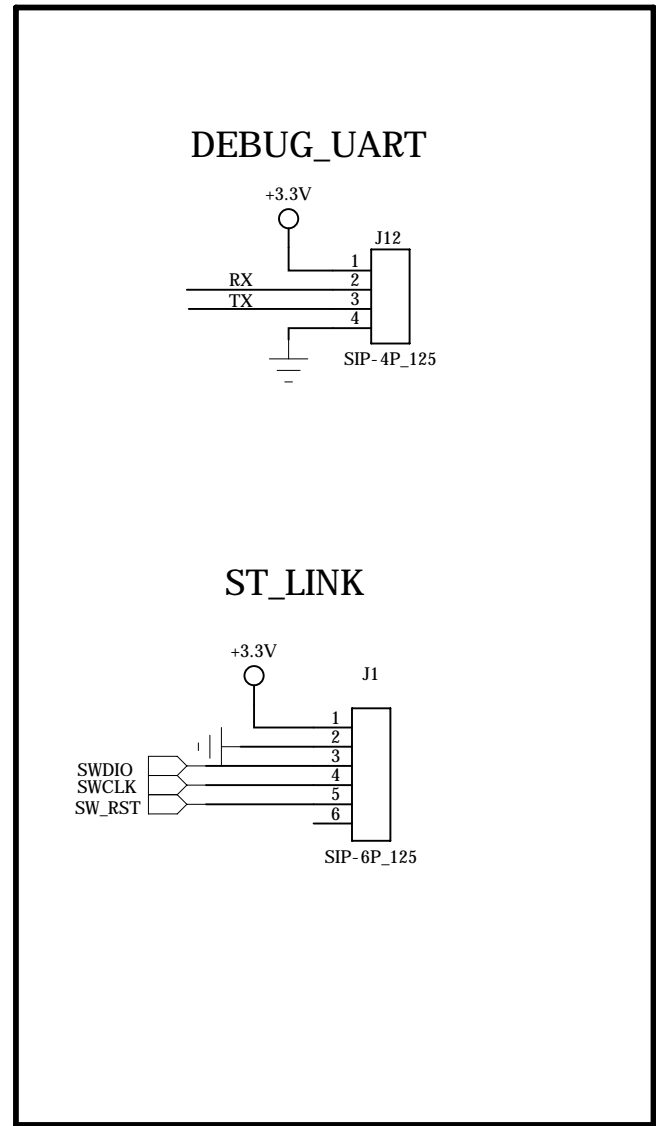 DEBUG_UART
+3.3V
J12
1
RX 2
TX 3
4
SIP-4P_125
ST_LINK
+3.3V
J1
1
2
3
SWDIO
4
SWCLK
5
SW_RST
6
SIP-6P_125